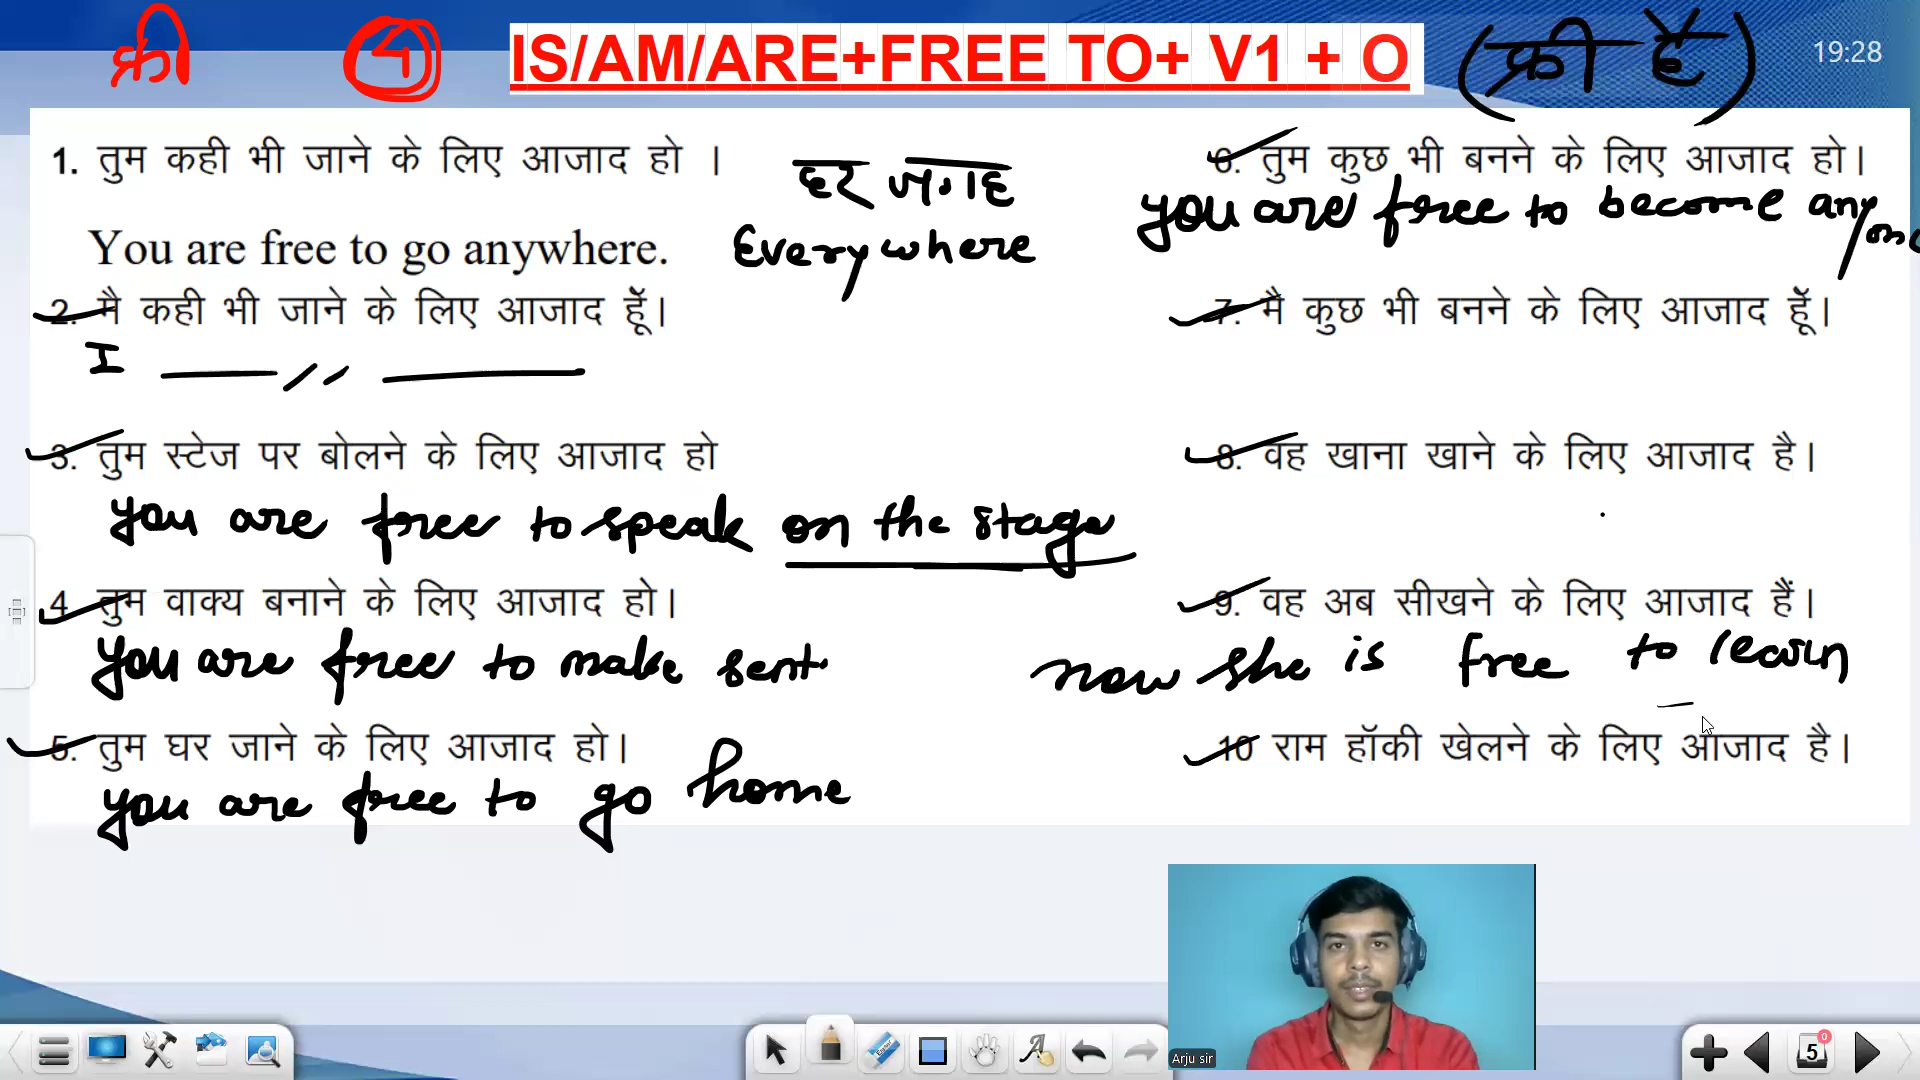 फ्री
4
IS/AM/ARE+FREE TO+ V1 + O
(फ्री हैं)
19:28
1. तुम कही भी जाने के लिए आजाद हो ।
हर जगह
You are free to go anywhere.
Everywhere
2. मै कही भी जाने के लिए आजाद हूँ।
I
3. तुम स्टेज पर बोलने के लिए आजाद हो
you are free to speak on the stage
4. तुम वाक्य बनाने के लिए आजाद हो।
you are free to make sent
5. तुम घर जाने के लिए आजाद हो।
you are free to go home
6. तुम कुछ भी बनने के लिए आजाद हो।
you are free to become any/one
7. मै कुछ भी बनने के लिए आजाद हूँ।
8. वह खाना खाने के लिए आजाद है।
9. वह अब सीखने के लिए आजाद हैं।
now she is free to learn
10 राम हॉकी खेलने के लिए आजाद है।
Arju sir
5
0